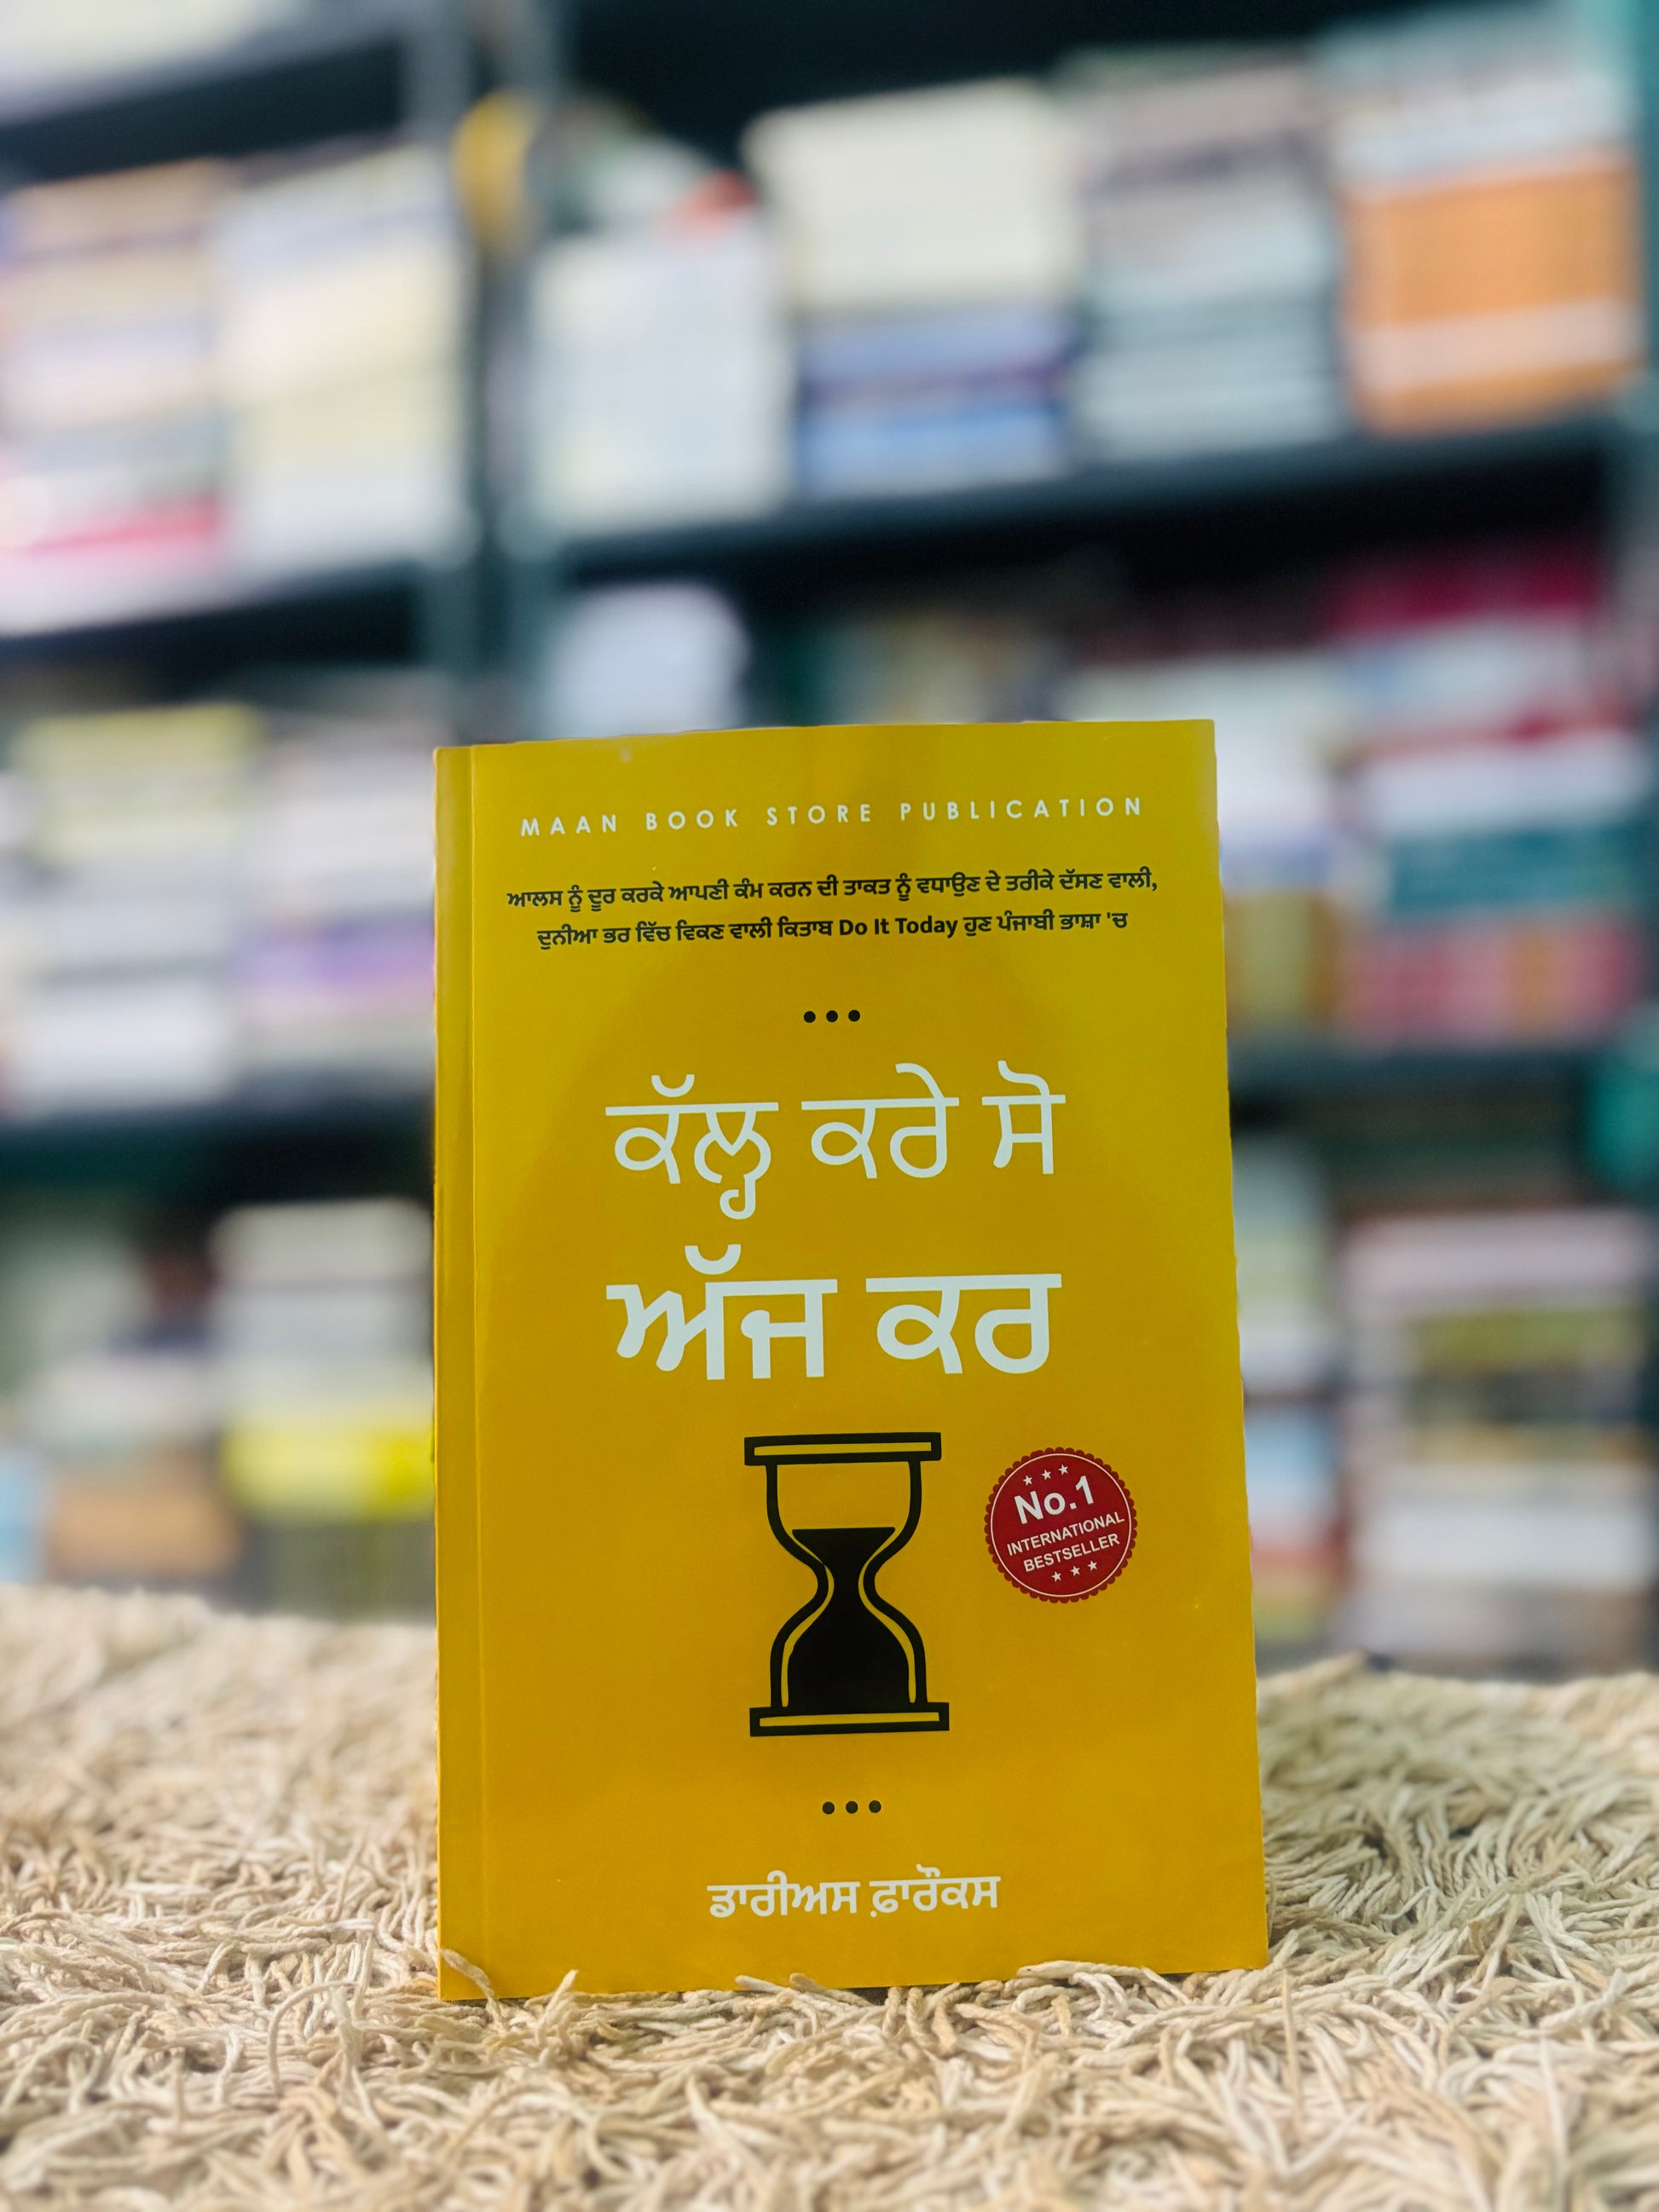 MAAN BOOK STORE PUBLICATION
ਆਲਸ ਨੂੰ ਦੂਰ ਕਰਕੇ ਆਪਣੀ ਕੰਮ ਕਰਨ ਦੀ ਤਾਕਤ ਨੂੰ ਵਧਾਉਣ ਦੇ ਤਰੀਕੇ ਦੱਸਣ ਵਾਲੀ,
ਦੁਨੀਆ ਭਰ ਵਿੱਚ ਵਿਕਣ ਵਾਲੀ ਕਿਤਾਬ Do It Today ਹੁਣ ਪੰਜਾਬੀ ਭਾਸ਼ਾ 'ਚ
ਕੱਲ੍ਹ ਕਰੇ ਸੋ
ਅੱਜ ਕਰ
No.1
INTERNATIONAL
BESTSELLER
ਡਾਰੀਅਸ ਫ਼ਾਰੌਕਸ